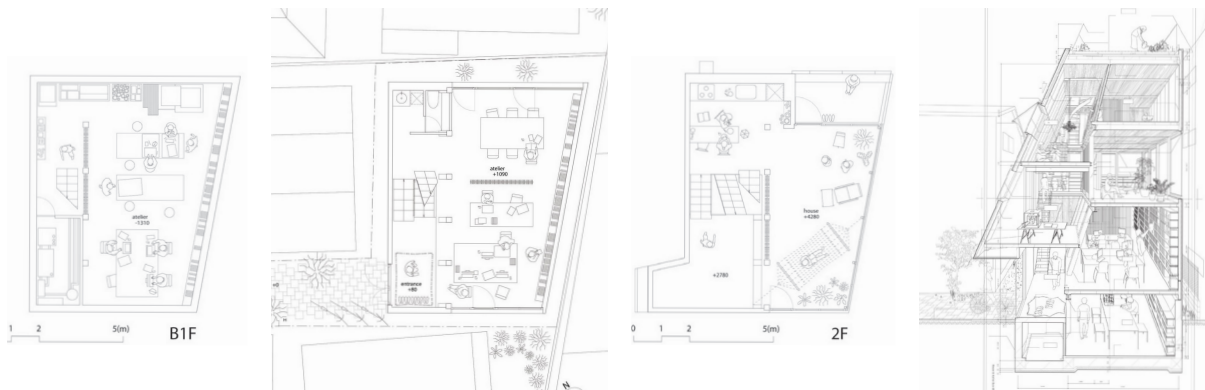 atelier
-1310
1 2 5(m)
B1F
atelier
+1090
entrance
+80
N
house
+4280
+2780
0 1 2 5(m)
2F